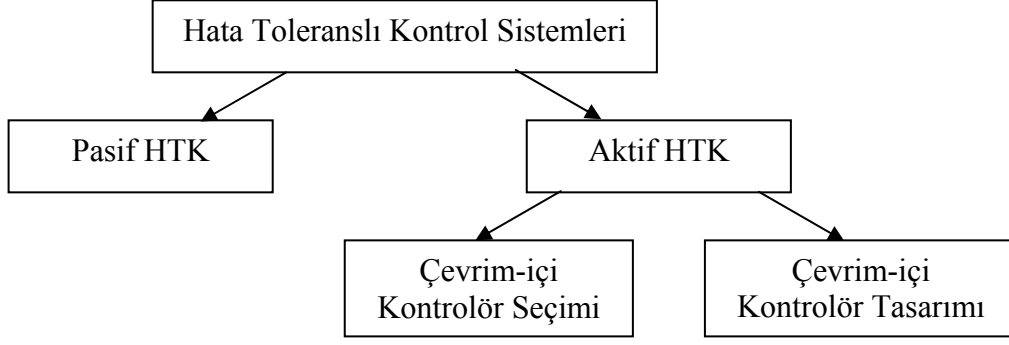 Hata Toleranslı Kontrol Sistemleri
Pasif HTK
Aktif HTK
Çevrim-içi
Kontrolör Seçimi
Çevrim-içi
Kontrolör Tasarımı